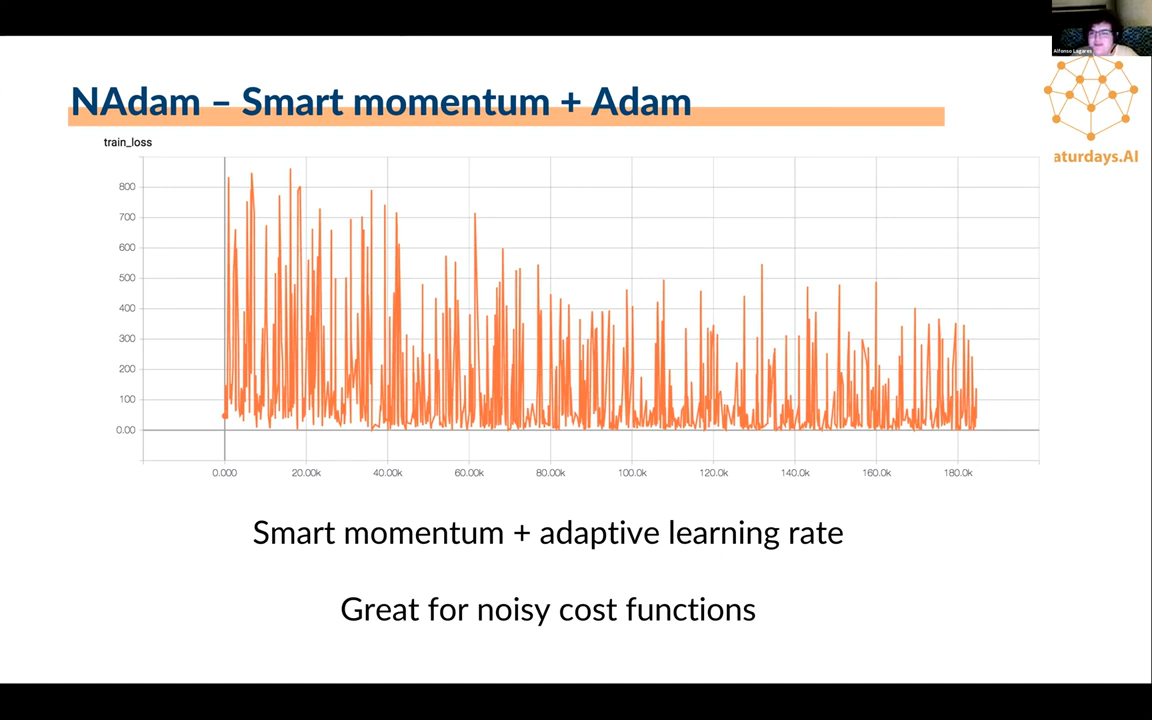 Alfonso Lagares
NAdam – Smart momentum + Adam
aturdays.AI
train_loss
800
700
600
500
400
300
200
100
0.00
0.000 20.00k 40.00k 60.00k 80.00k 100.0k 120.0k 140.0k 160.0k 180.0k
Smart momentum + adaptive learning rate
Great for noisy cost functions